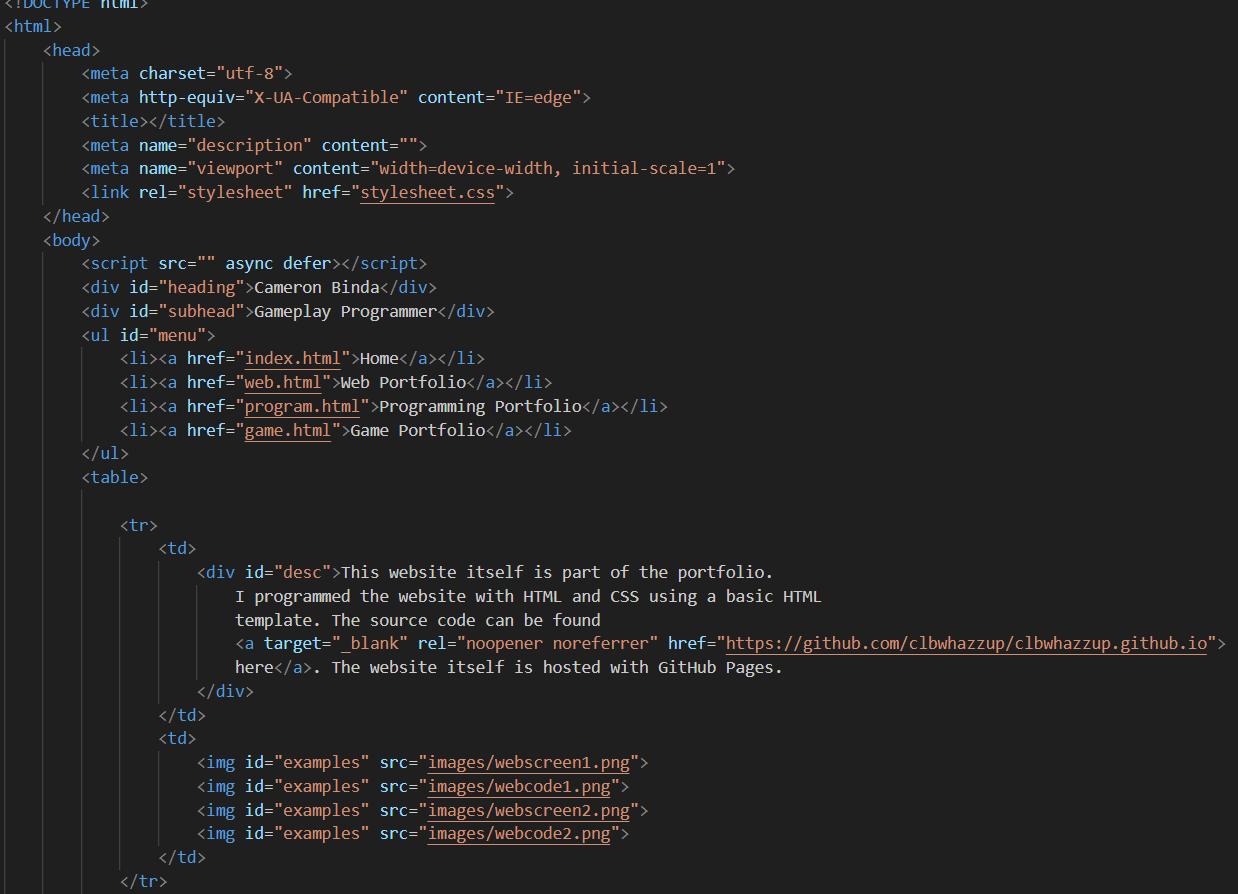 <!DOCTYPE html>
<html>
    <head>
        <meta charset="utf-8">
        <meta http-equiv="X-UA-Compatible" content="IE=edge">
        <title></title>
        <meta name="description" content="">
        <meta name="viewport" content="width=device-width, initial-scale=1">
        <link rel="stylesheet" href="stylesheet.css">
    </head>
    <body>
        <script src="" async defer></script>
        <div id="heading">Cameron Binda</div>
        <div id="subhead">Gameplay Programmer</div>
        <ul id="menu">
            <li><a href="index.html">Home</a></li>
            <li><a href="web.html">Web Portfolio</a></li>
            <li><a href="program.html">Programming Portfolio</a></li>
            <li><a href="game.html">Game Portfolio</a></li>
        </ul>
        <table>
            <tr>
                <td>
                    <div id="desc">This website itself is part of the portfolio.
                        I programmed the website with HTML and CSS using a basic HTML
                        template. The source code can be found
                        <a target="_blank" rel="noopener noreferrer" href="https://github.com/clbwhazzup/clbwhazzup.github.io">
                        here</a>. The website itself is hosted with GitHub Pages.
                    </div>
                </td>
                <td>
                    <img id="examples" src="images/webscreen1.png">
                    <img id="examples" src="images/webcode1.png">
                    <img id="examples" src="images/webscreen2.png">
                    <img id="examples" src="images/webcode2.png">
                </td>
            </tr>